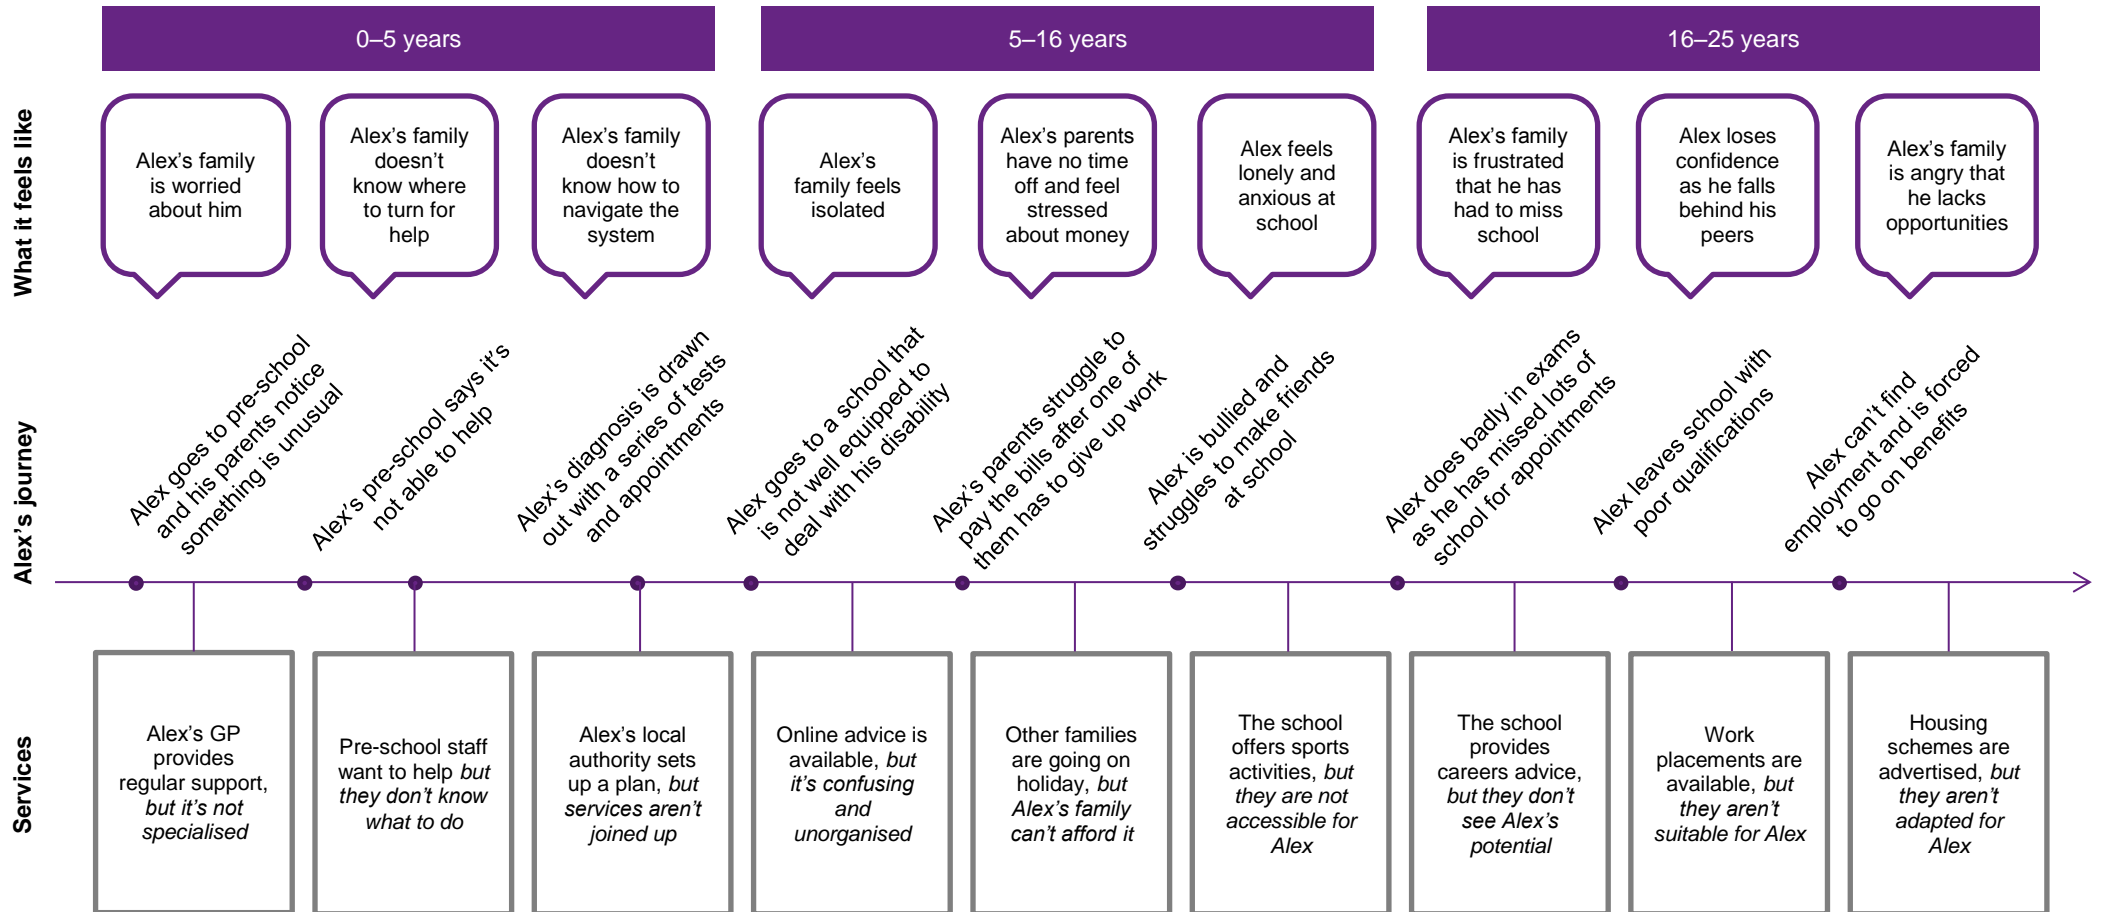 0–5 years
5–16 years
16–25 years
What it feels like
Alex’s family
is worried
about him
Alex’s family
doesn’t
know where
to turn for
help
Alex’s family
doesn’t
know how to
navigate the
system
Alex’s
family feels
isolated
Alex’s parents
have no time
off and feel
stressed
about money
Alex feels
lonely and
anxious at
school
Alex’s family
is frustrated
that he has
had to miss
school
Alex loses
confidence
as he falls
behind his
peers
Alex’s family
is angry that
he lacks
opportunities
Alex’s journey
Alex goes to pre-school
and his parents notice
something is unusual
Alex’s pre-school says it’s
not able to help
Alex’s diagnosis is drawn
out with a series of tests
and appointments
Alex goes to a school that
is not well equipped to
deal with his disability
Alex’s parents struggle to
pay the bills after one of
them has to give up work
Alex is bullied and
struggles to make friends
at school
Alex does badly in exams
as he has missed lots of
school for appointments
Alex leaves school with
poor qualifications
Alex can’t find
employment and is forced
to go on benefits
Services
Alex’s GP
provides
regular support,
but it’s not
specialised
Pre-school staff
want to help but
they don’t know
what to do
Alex’s local
authority sets
up a plan, but
services aren’t
joined up
Online advice is
available, but
it’s confusing
and
unorganised
Other families
are going on
holiday, but
Alex’s family
can’t afford it
The school
offers sports
activities, but
they are not
accessible for
Alex
The school
provides
careers advice,
but they don’t
see Alex’s
potential
Work
placements are
available, but
they aren’t
suitable for Alex
Housing
schemes are
advertised, but
they aren’t
adapted for
Alex